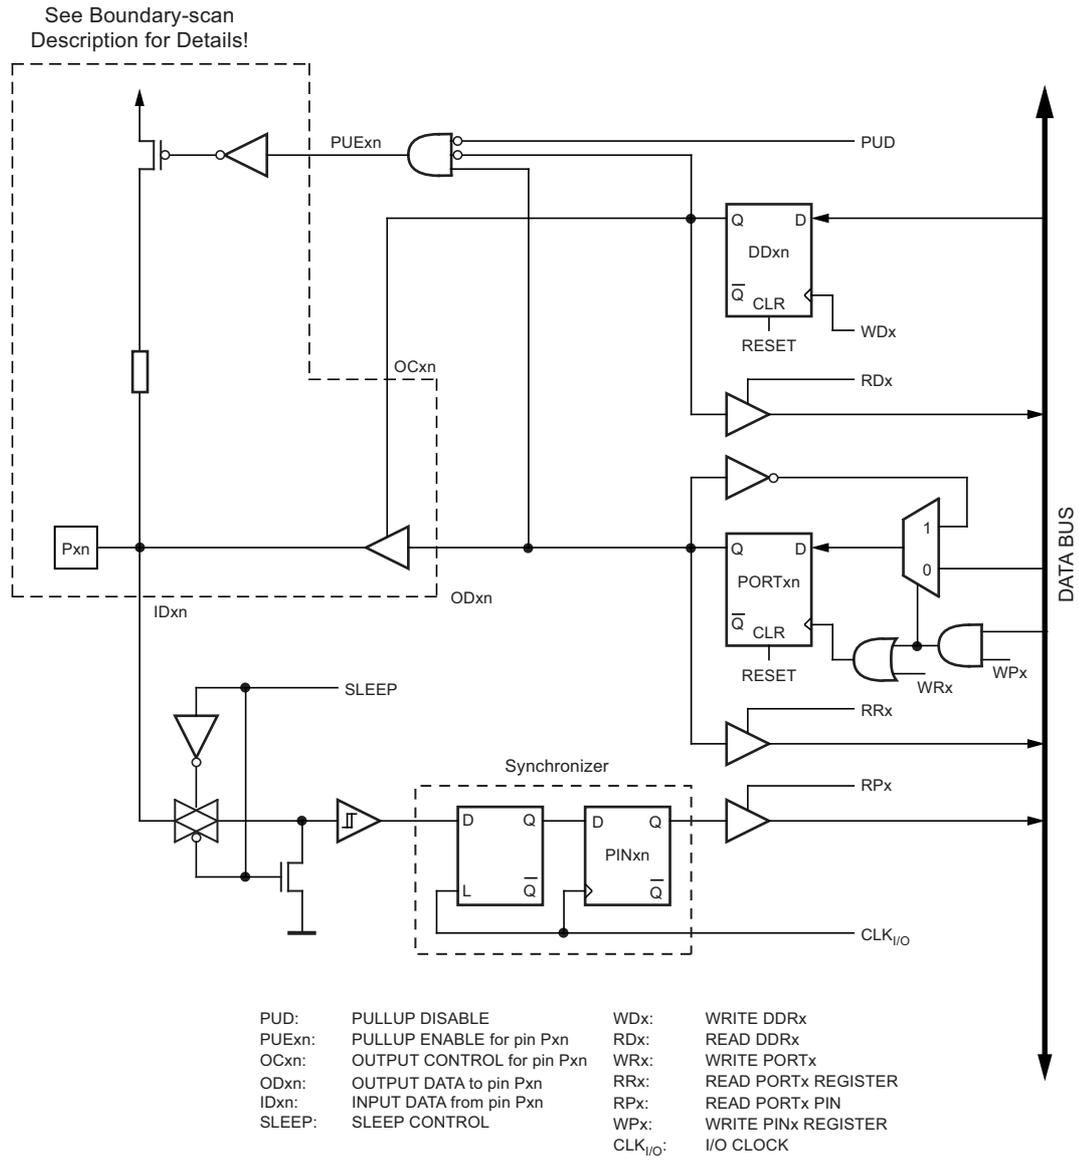 See Boundary-scan
Description for Details!
PUExn
PUD
Q D
DDxn
Q
CLR
WDx
RESET
OCxn
RDx
1
Pxn
Q D
0
PORTxn
DATA BUS
ODxn
IDxn
Q
CLR
WPx
WRx
RESET
SLEEP
RRx
Synchronizer
RPx
D Q
D Q
PINxn
L Q
Q
CLKI/O
PUD: PULLUP DISABLE
PUExn: PULLUP ENABLE for pin Pxn
OCxn: OUTPUT CONTROL for pin Pxn
ODxn: OUTPUT DATA to pin Pxn
IDxn: INPUT DATA from pin Pxn
SLEEP: SLEEP CONTROL
WDx: WRITE DDRx
RDx: READ DDRx
WRx: WRITE PORTx
RRx: READ PORTx REGISTER
RPx: READ PORTx PIN
WPx: WRITE PINx REGISTER
CLKI/O: I/O CLOCK